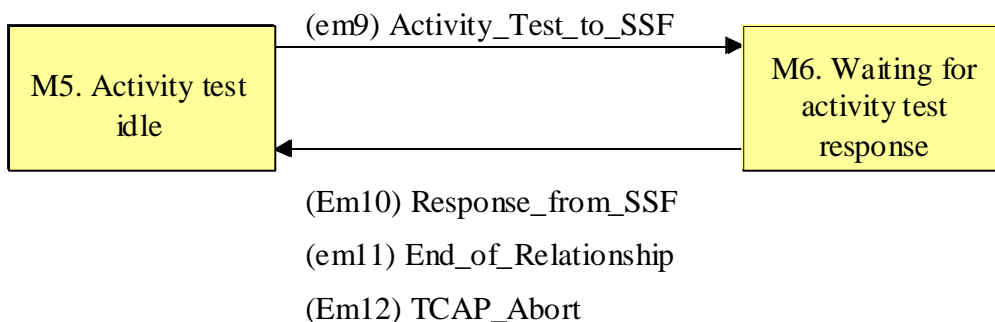 (em9) Activity_Test_to_SSF
M5. Activity test
idle
M6. Waiting for
activity test
response
(Em10) Response_from_SSF
(em11) End_of_Relationship
(Em12) TCAP_Abort